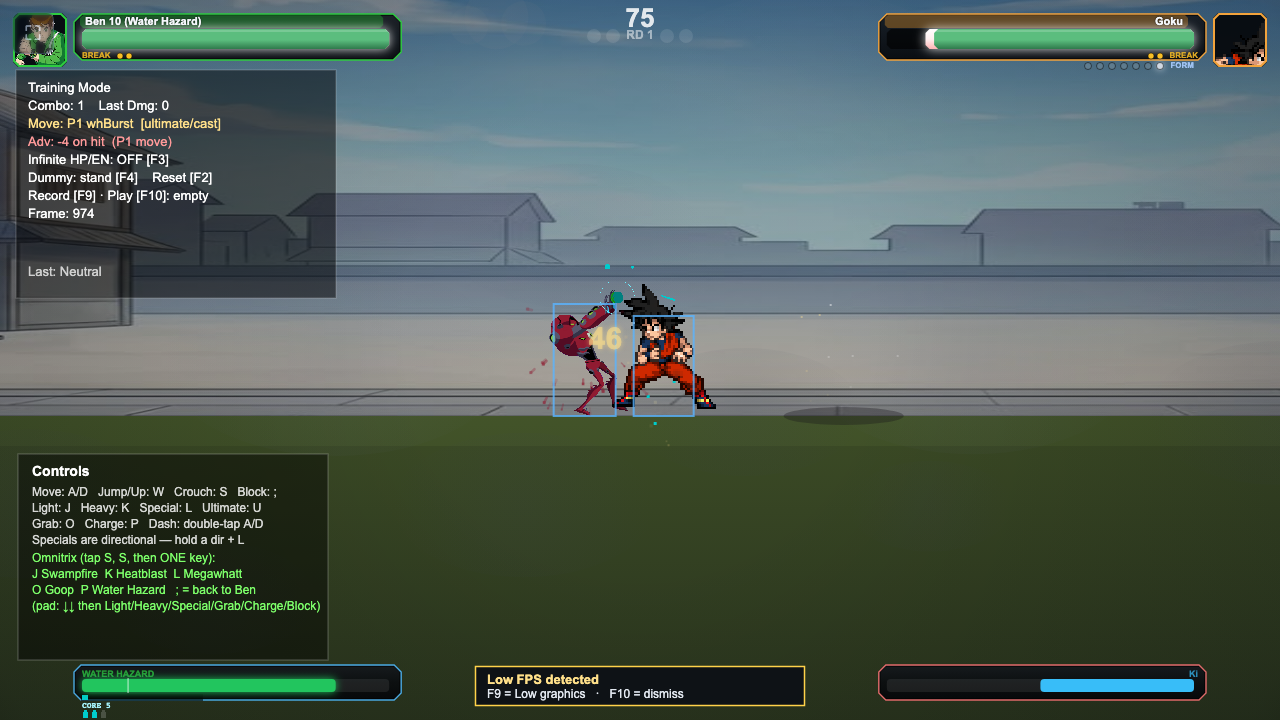 Ben 10 (Water Hazard)
BREAK
75
RD 1
Goku
BREAK
FORM
Training Mode
Combo: 1 Last Dmg: 0
Move: P1 whBurst [ultimate/cast]
Adv: -4 on hit (P1 move)
Infinite HP/EN: OFF [F3]
Dummy: stand [F4] Reset [F2]
Record [F9] · Play [F10]: empty
Frame: 974
Last: Neutral
46
Controls
Move: A/D Jump/Up: W Crouch: S Block: ;
Light: J Heavy: K Special: L Ultimate: U
Grab: O Charge: P Dash: double-tap A/D
Specials are directional — hold a dir + L
Omnitrix (tap S, S, then ONE key):
J Swampfire K Heatblast L Megawhatt
O Goop P Water Hazard ; = back to Ben
(pad: ↓↓ then Light/Heavy/Special/Grab/Charge/Block)
WATER HAZARD
CORE 5
Low FPS detected
F9 = Low graphics · F10 = dismiss
Ki